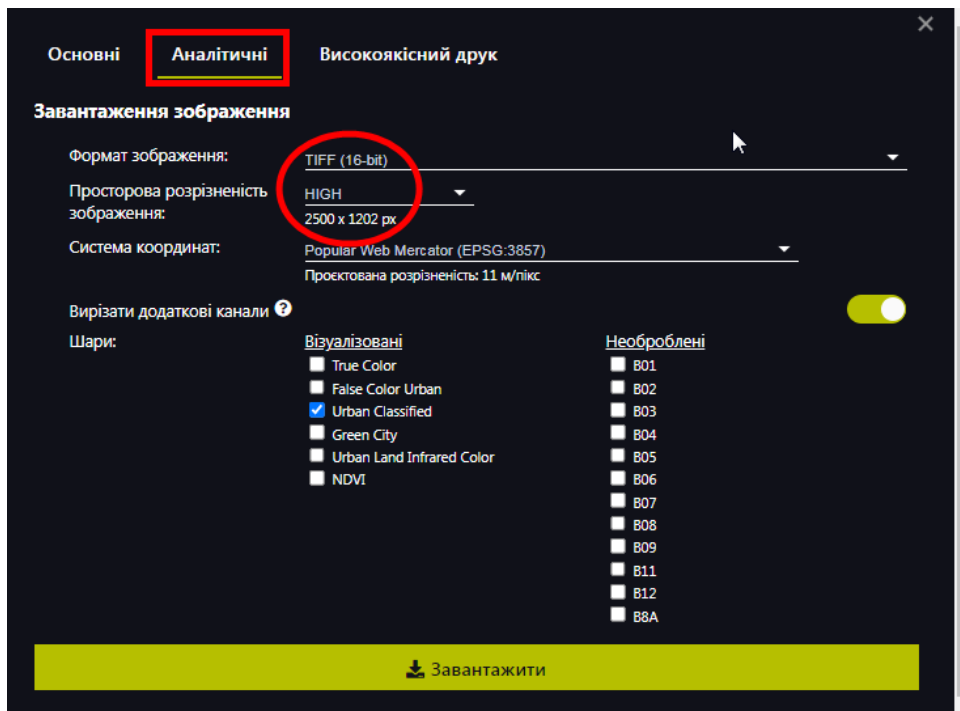 Основні Аналітичні Високоякісний друк
Завантаження зображення
Формат зображення: TIFF (16-bit)
Просторова розрізненість зображення: HIGH
2500 x 1202 px
Система координат: Popular Web Mercator (EPSG:3857)
Проєктована розрізненість: 11 м/пікс
Вирізати додаткові канали ?
Шари:
Візуалізовані
True Color
False Color Urban
Urban Classified
Green City
Urban Land Infrared Color
NDVI
Необроблені
B01
B02
B03
B04
B05
B06
B07
B08
B09
B11
B12
B8A
Завантажити